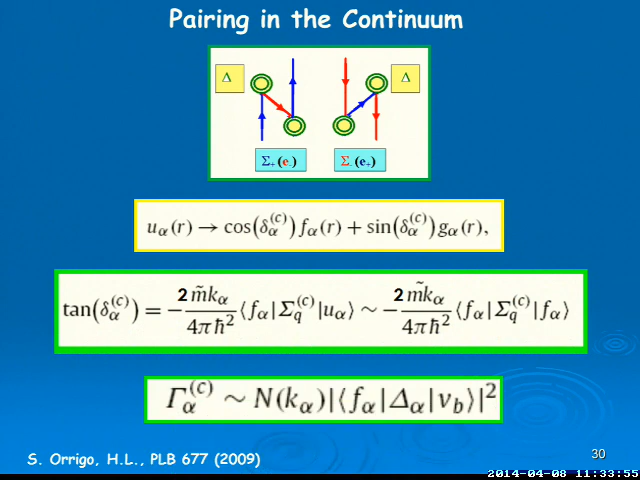 Pairing in the Continuum
Δ Δ
Σ₊(e₋) Σ₋(e₊)
u_α(r) → cos(δ_α^(c)) f_α(r) + sin(δ_α^(c)) g_α(r),
tan(δ_α^(c)) = −2m̃k_α/4πħ² ⟨f_α|Σ_q^(c)|u_α⟩ ~ −2m̃k_α/4πħ² ⟨f_α|Σ_q^(c)|f_α⟩
Γ_α^(c) ~ N(k_α)|⟨f_α|Δ_α|v_b⟩|²
S. Orrigo, H.L., PLB 677 (2009)
30
2014-04-08 11:33:55